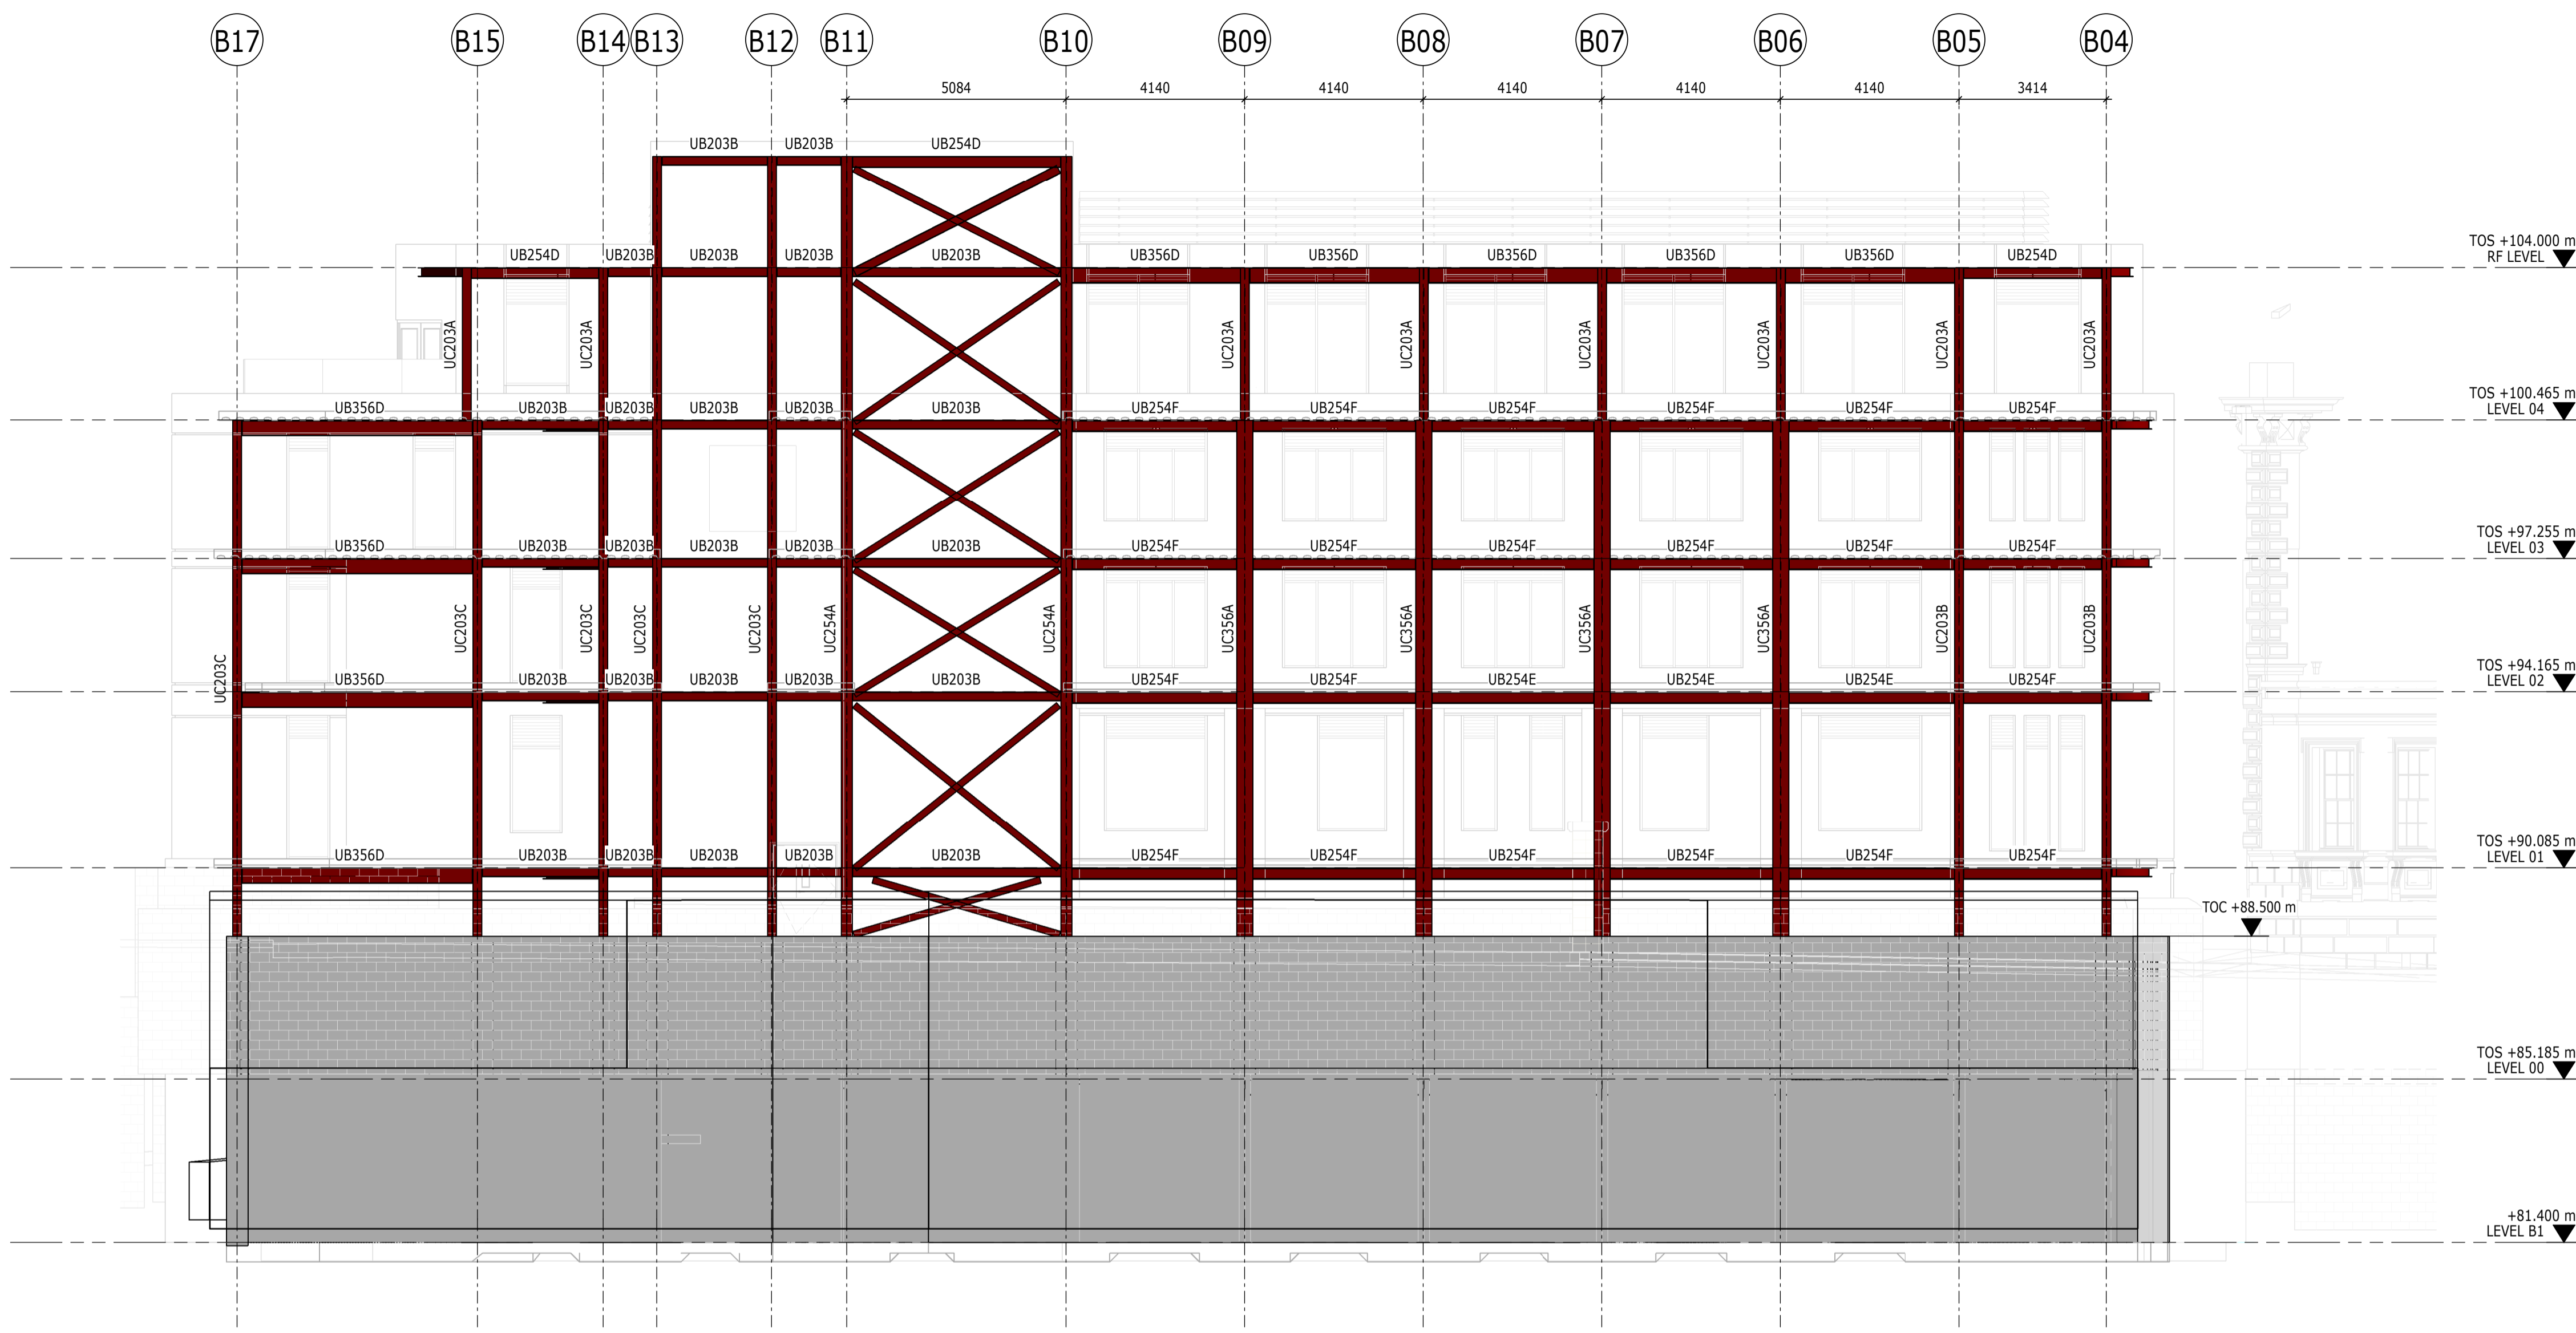 B17 B15 B14 B13 B12 B11 B10 B09 B08 B07 B06 B05 B04
5084 4140 4140 4140 4140 4140 3414
UB203B UB203B UB254D
TOS +104.000 m
UB254D UB203B UB203B UB203B UB203B UB356D UB356D UB356D UB356D UB356D UB254D RF LEVEL
UC203A UC203A UC203A UC203A UC203A UC203A UC203A UC203A
TOS +100.465 m
UB356D UB203B UB203B UB203B UB203B UB203B UB254F UB254F UB254F UB254F UB254F UB254F LEVEL 04
TOS +97.255 m
UB356D UB203B UB203B UB203B UB203B UB203B UB254F UB254F UB254F UB254F UB254F UB254F LEVEL 03
UC203C UC203C UC203C UC203C UC203C UC254A UC254A UC356A UC356A UC356A UC356A UC203B UC203B
TOS +94.165 m
UB356D UB203B UB203B UB203B UB203B UB203B UB254F UB254F UB254E UB254E UB254E UB254F LEVEL 02
TOS +90.085 m
UB356D UB203B UB203B UB203B UB203B UB203B UB254F UB254F UB254F UB254F UB254F UB254F LEVEL 01
TOC +88.500 m
TOS +85.185 m
LEVEL 00
+81.400 m
LEVEL B1